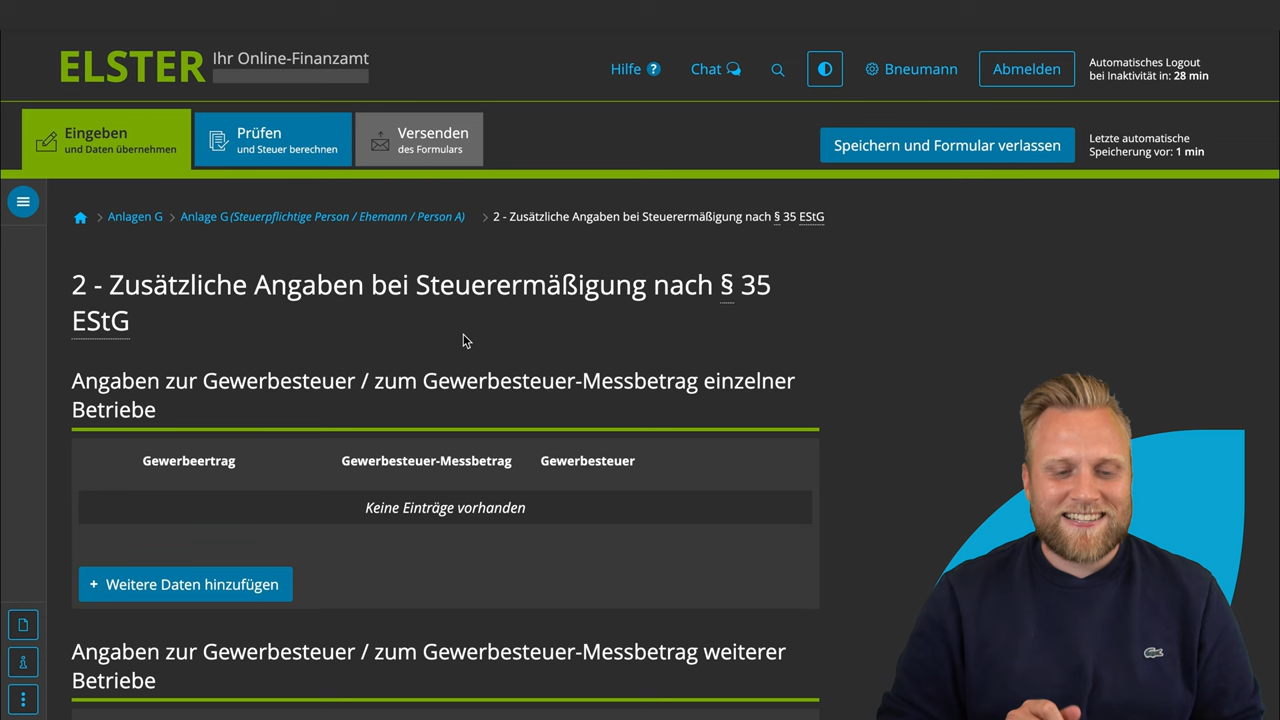 ELSTER
Ihr Online-Finanzamt
Hilfe ?
Chat
Bneumann
Abmelden
Automatisches Logout
bei Inaktivität in: 28 min
Eingeben
und Daten übernehmen
Prüfen
und Steuer berechnen
Versenden
des Formulars
Speichern und Formular verlassen
Letzte automatische
Speicherung vor: 1 min
Anlagen G > Anlage G (Steuerpflichtige Person / Ehemann / Person A) > 2 - Zusätzliche Angaben bei Steuerermäßigung nach § 35 EStG
2 - Zusätzliche Angaben bei Steuerermäßigung nach § 35
EStG
Angaben zur Gewerbesteuer / zum Gewerbesteuer-Messbetrag einzelner
Betriebe
Gewerbeertrag Gewerbesteuer-Messbetrag Gewerbesteuer
Keine Einträge vorhanden
+ Weitere Daten hinzufügen
Angaben zur Gewerbesteuer / zum Gewerbesteuer-Messbetrag weiterer
Betriebe